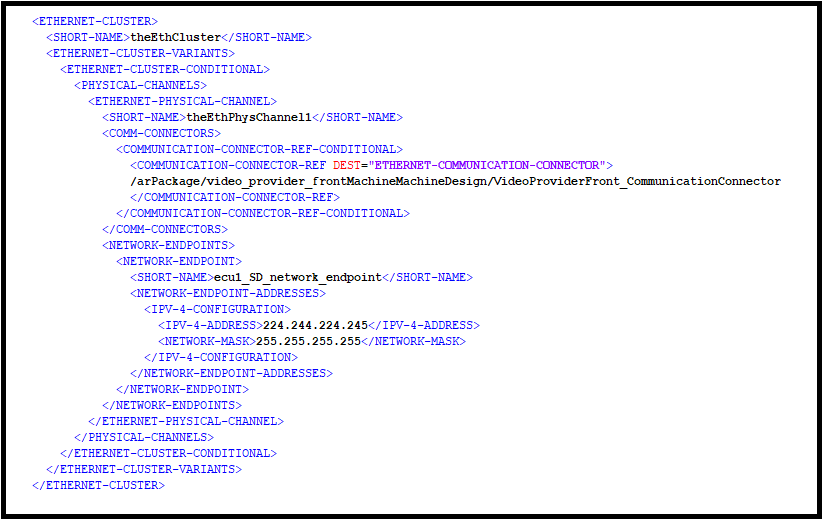 <ETHERNET-CLUSTER>
<SHORT-NAME>theEthCluster</SHORT-NAME>
<ETHERNET-CLUSTER-VARIANTS>
<ETHERNET-CLUSTER-CONDITIONAL>
<PHYSICAL-CHANNELS>
<ETHERNET-PHYSICAL-CHANNEL>
<SHORT-NAME>theEthPhysChannel1</SHORT-NAME>
<COMM-CONNECTORS>
<COMMUNICATION-CONNECTOR-REF-CONDITIONAL>
<COMMUNICATION-CONNECTOR-REF DEST="ETHERNET-COMMUNICATION-CONNECTOR">
/arPackage/video_provider_frontMachineMachineDesign/VideoProviderFront_CommunicationConnector
</COMMUNICATION-CONNECTOR-REF>
</COMMUNICATION-CONNECTOR-REF-CONDITIONAL>
</COMM-CONNECTORS>
<NETWORK-ENDPOINTS>
<NETWORK-ENDPOINT>
<SHORT-NAME>ecu1_SD_network_endpoint</SHORT-NAME>
<NETWORK-ENDPOINT-ADDRESSES>
<IPV-4-CONFIGURATION>
<IPV-4-ADDRESS>224.244.224.245</IPV-4-ADDRESS>
<NETWORK-MASK>255.255.255.255</NETWORK-MASK>
</IPV-4-CONFIGURATION>
</NETWORK-ENDPOINT-ADDRESSES>
</NETWORK-ENDPOINT>
</NETWORK-ENDPOINTS>
</ETHERNET-PHYSICAL-CHANNEL>
</PHYSICAL-CHANNELS>
</ETHERNET-CLUSTER-CONDITIONAL>
</ETHERNET-CLUSTER-VARIANTS>
</ETHERNET-CLUSTER>